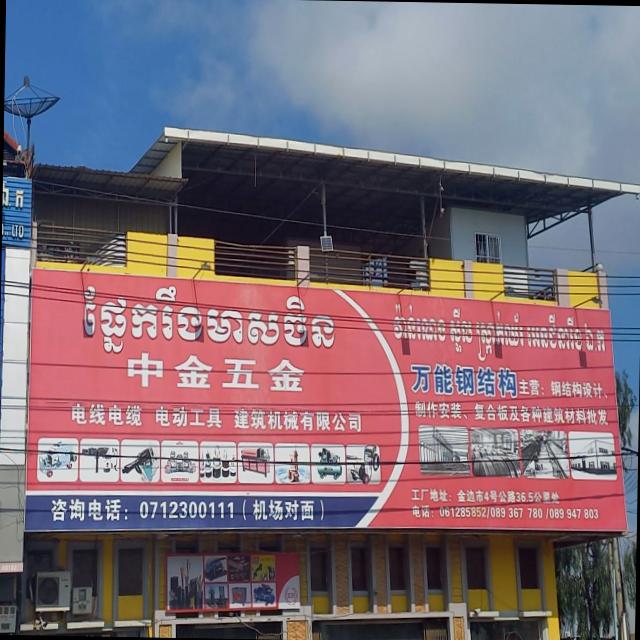 ផ្នែករឹងមាសចិន
中金五金
电线电缆 电动工具 建筑机械有限公司
咨询电话：0712300111（机场对面）
万能钢结构主营：钢结构设计、
制作安装、复合板及各种建筑材料批发
工厂地址：金边市4号公路36.5公里处
电话：061285852/089 367 780 /089 947 803